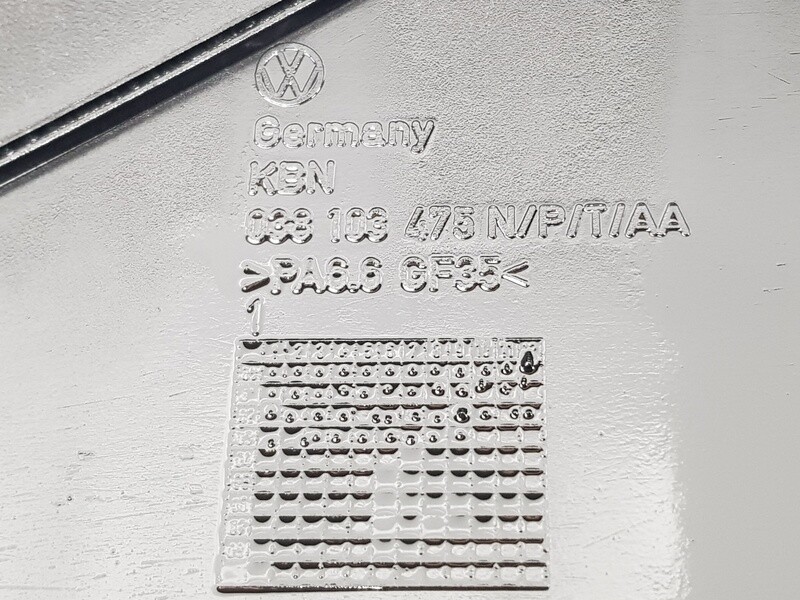 Germany
KBN
038 103 475 N/P/T/AA
>PA6.6 GF35<
1